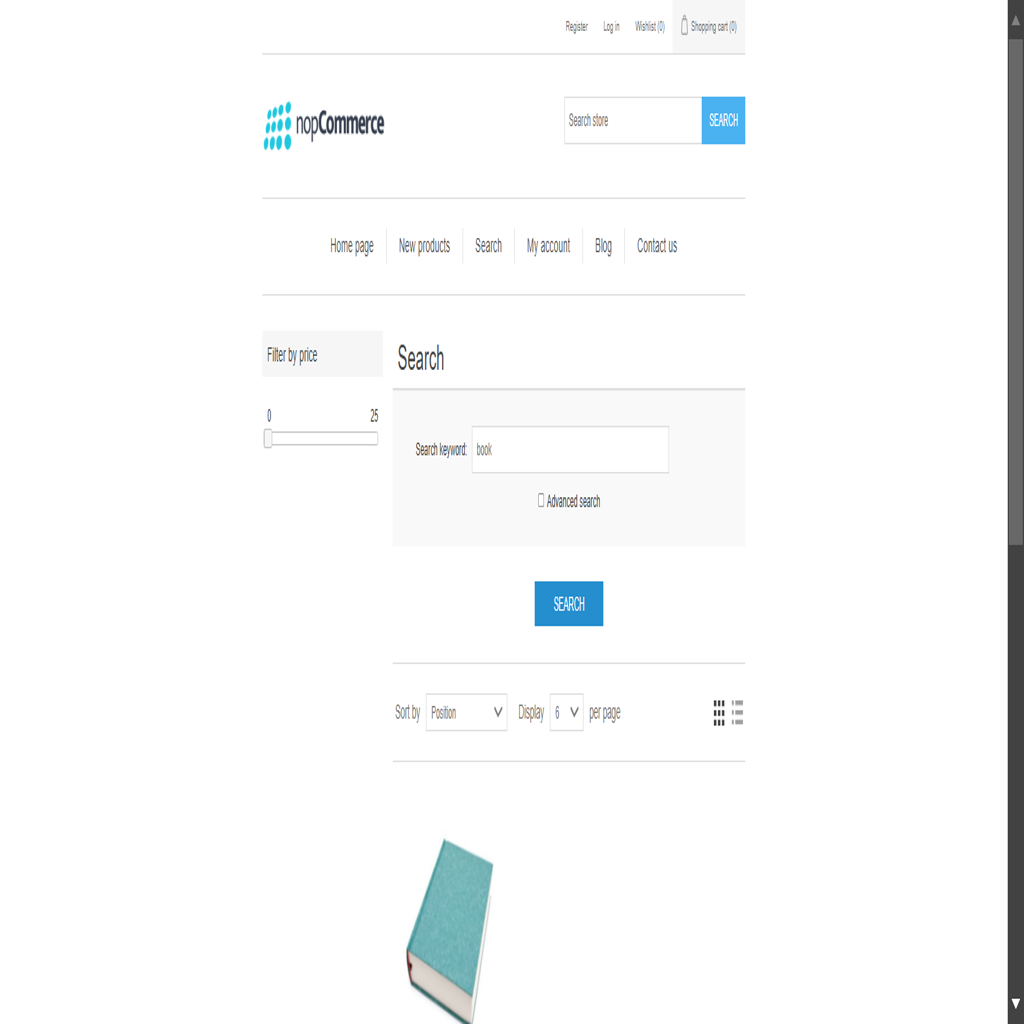 Register Log in Wishlist (0) Shopping cart (0)
nopCommerce
Search store SEARCH
Home page New products Search My account Blog Contact us
Filter by price
0 25
Search
Search keyword: book
Advanced search
SEARCH
Sort by Position Display 6 per page